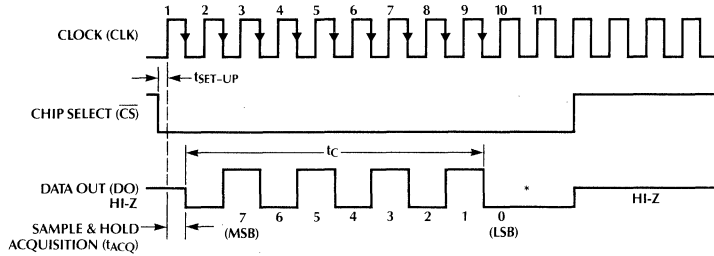 1 2 3 4 5 6 7 8 9 10 11
CLOCK (CLK)
tSET–UP
CHIP SELECT (CS)
tC
DATA OUT (DO)
HI-Z
*
HI-Z
7 6 5 4 3 2 1 0
(MSB) (LSB)
SAMPLE & HOLD
ACQUISITION (tACQ)